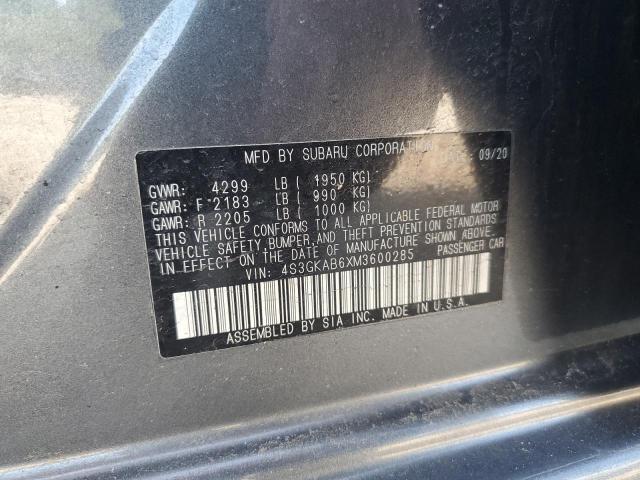 MFD BY SUBARU CORPORATION 09/20
GVWR: 4299 LB ( 1950 KG)
GAWR: F 2183 LB ( 990 KG)
GAWR: R 2205 LB ( 1000 KG)
THIS VEHICLE CONFORMS TO ALL APPLICABLE FEDERAL MOTOR
VEHICLE SAFETY, BUMPER, AND THEFT PREVENTION STANDARDS
IN EFFECT ON THE DATE OF MANUFACTURE SHOWN ABOVE.
VIN: 4S3GKAB6XM3600285 PASSENGER CAR
ASSEMBLED BY SIA INC. MADE IN U.S.A.